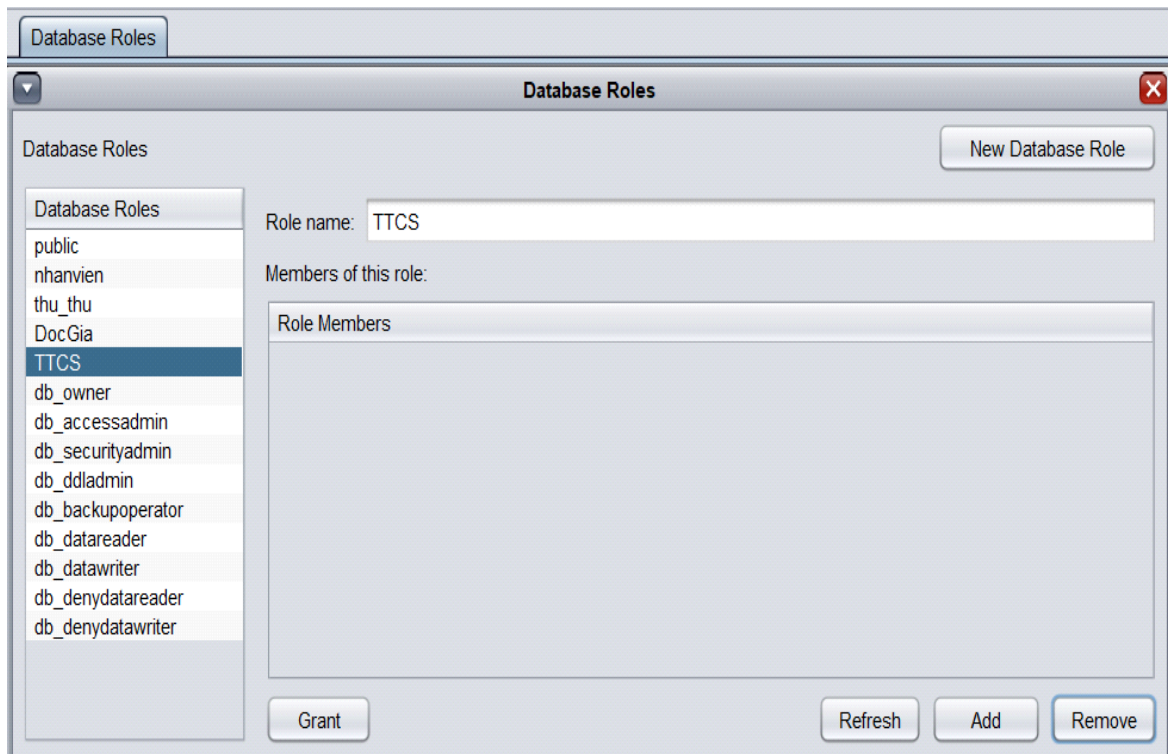 Database Roles
Database Roles
Database Roles
New Database Role
Database Roles
public
nhanvien
thu_thu
DocGia
TTCS
db_owner
db_accessadmin
db_securityadmin
db_ddladmin
db_backupoperator
db_datareader
db_datawriter
db_denydatareader
db_denydatawriter
Role name: TTCS
Members of this role:
Role Members
Grant
Refresh
Add
Remove